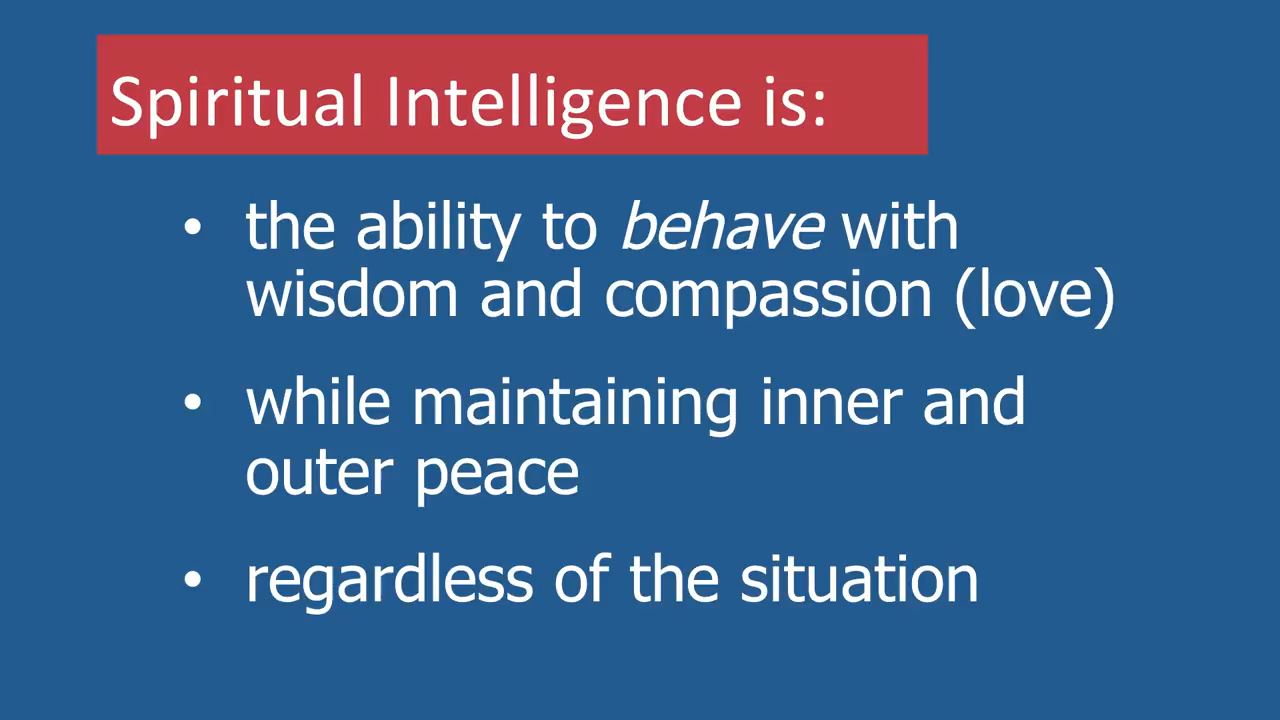 Spiritual Intelligence is:
• the ability to behave with
wisdom and compassion (love)
• while maintaining inner and
outer peace
• regardless of the situation